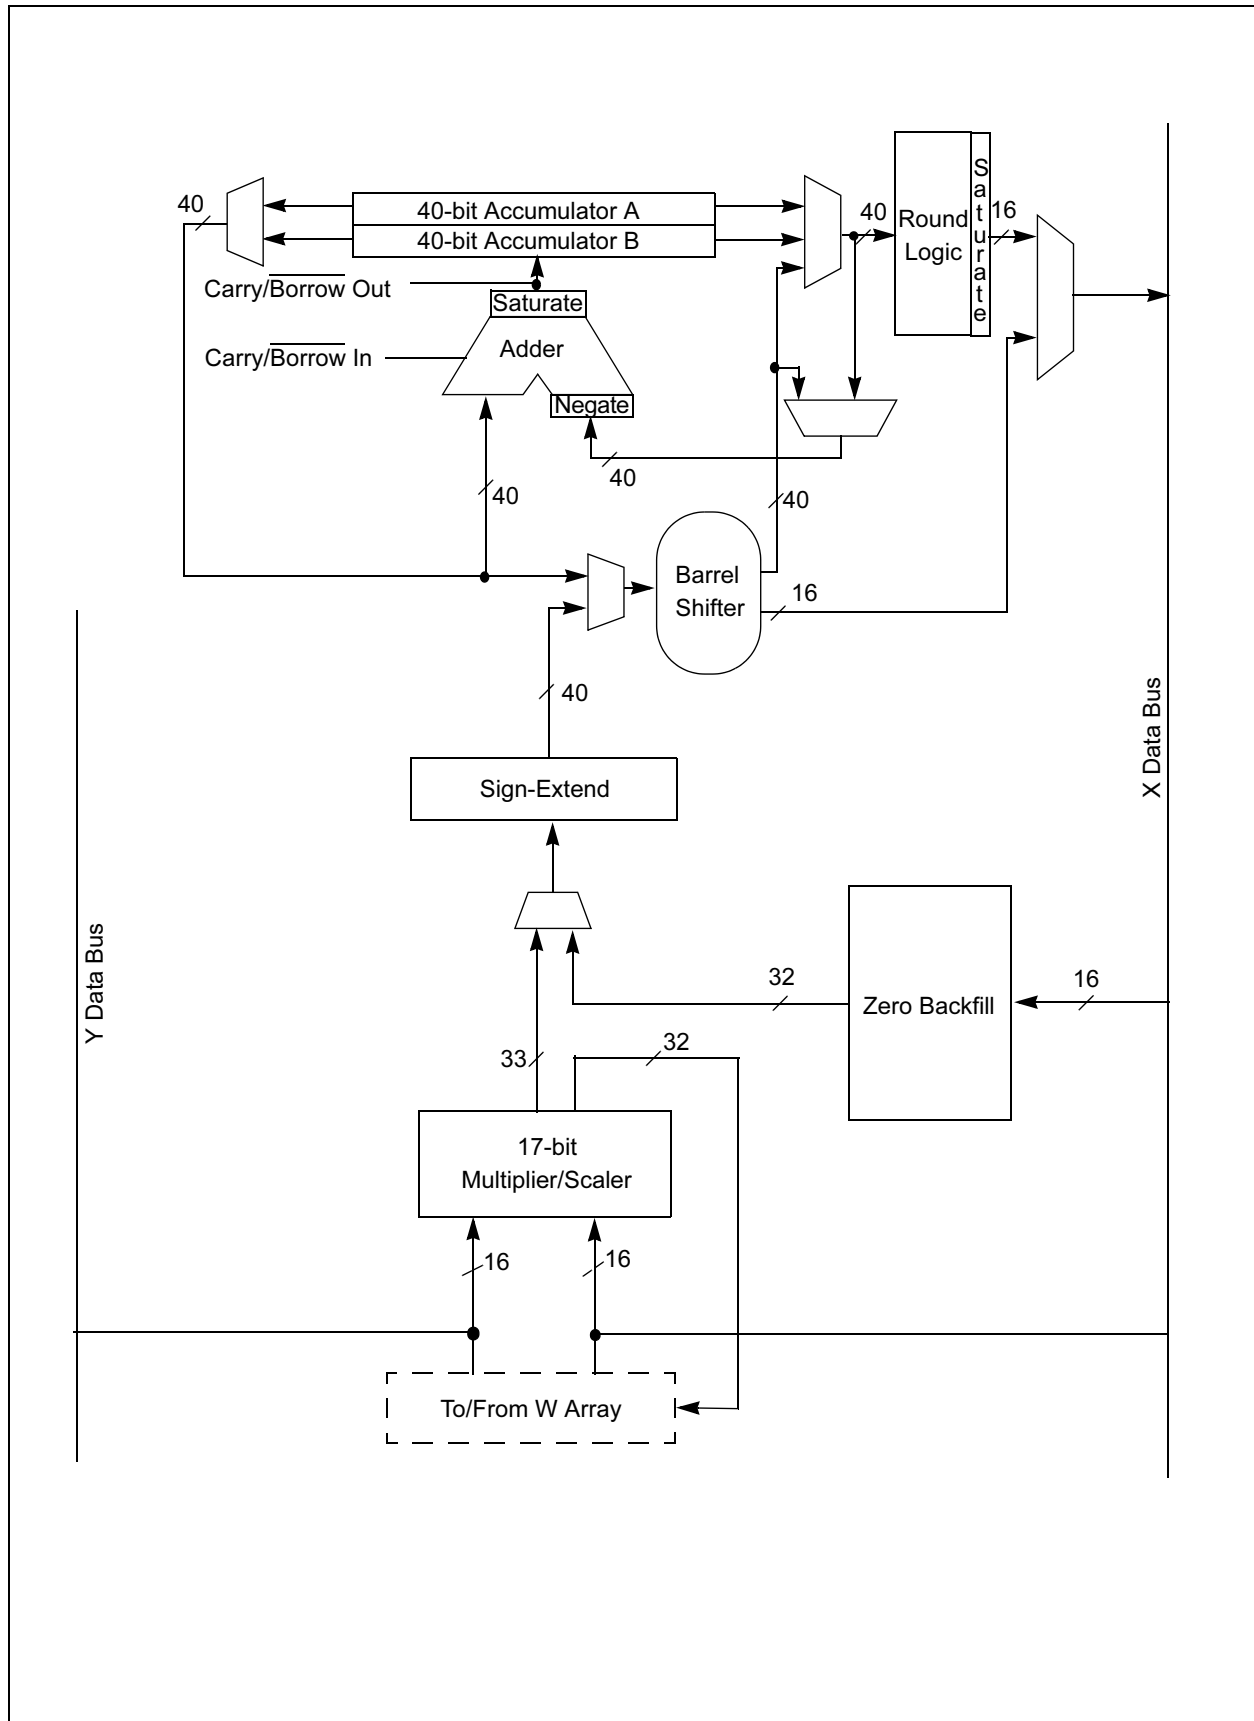 40
40-bit Accumulator A
40-bit Accumulator B
Carry/Borrow Out
Saturate
Carry/Borrow In
Adder
Negate
40
Round
Logic
Saturate
16
40
40
40
Barrel
Shifter
16
40
Sign-Extend
X Data Bus
Y Data Bus
32
Zero Backfill
16
33
32
17-bit
Multiplier/Scaler
16
16
To/From W Array